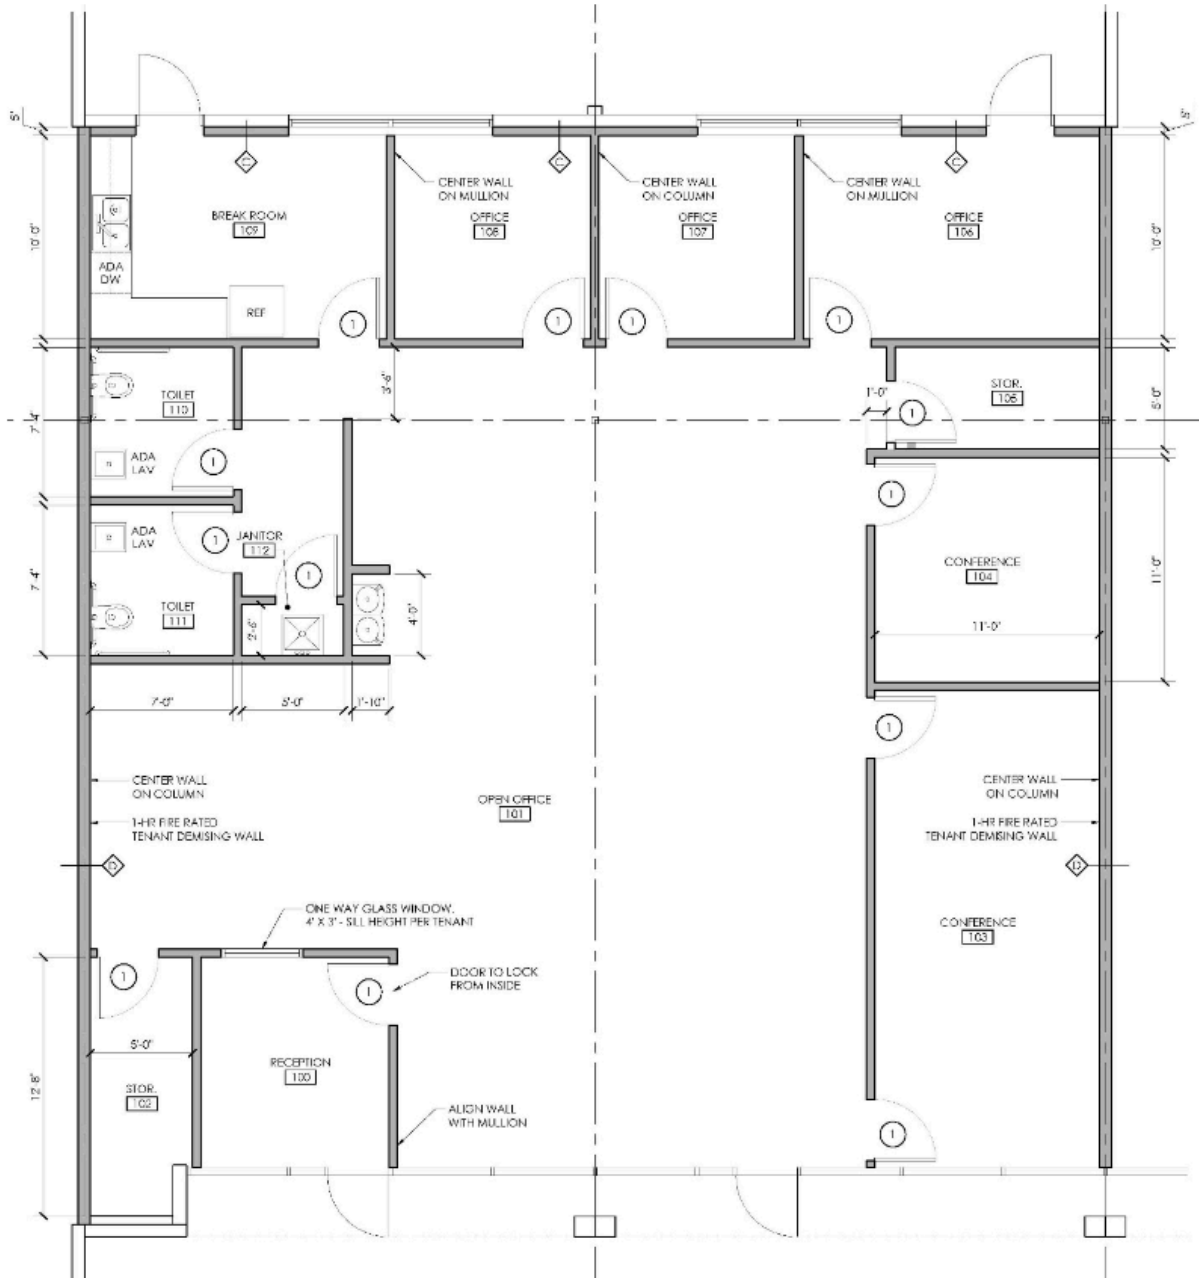 5"
5"
CENTER WALL
ON MULLION
CENTER WALL
ON COLUMN
CENTER WALL
ON MULLION
C
C
C
BREAK ROOM
109
OFFICE
108
OFFICE
107
OFFICE
106
10'-0"
10'-0"
ADA
DW
REF
1
1
1
1
3'-6"
TOILET
110
STOR.
105
1'-0"
1
5'-0"
7'-4"
ADA
LAV
1
1
ADA
LAV
1
JANITOR
112
1
7'-4"
TOILET
111
2'-6"
4'-0"
CONFERENCE
104
11'-0"
11'-0"
7'-0"
5'-0"
1'-10"
1
CENTER WALL
ON COLUMN
1-HR FIRE RATED
TENANT DEMISING WALL
D
OPEN OFFICE
101
CENTER WALL
ON COLUMN
1-HR FIRE RATED
TENANT DEMISING WALL
D
ONE WAY GLASS WINDOW.
4' X 3' - SILL HEIGHT PER TENANT
CONFERENCE
103
1
1
DOOR TO LOCK
FROM INSIDE
5'-0"
12'-8"
STOR.
102
RECEPTION
100
ALIGN WALL
WITH MULLION
1